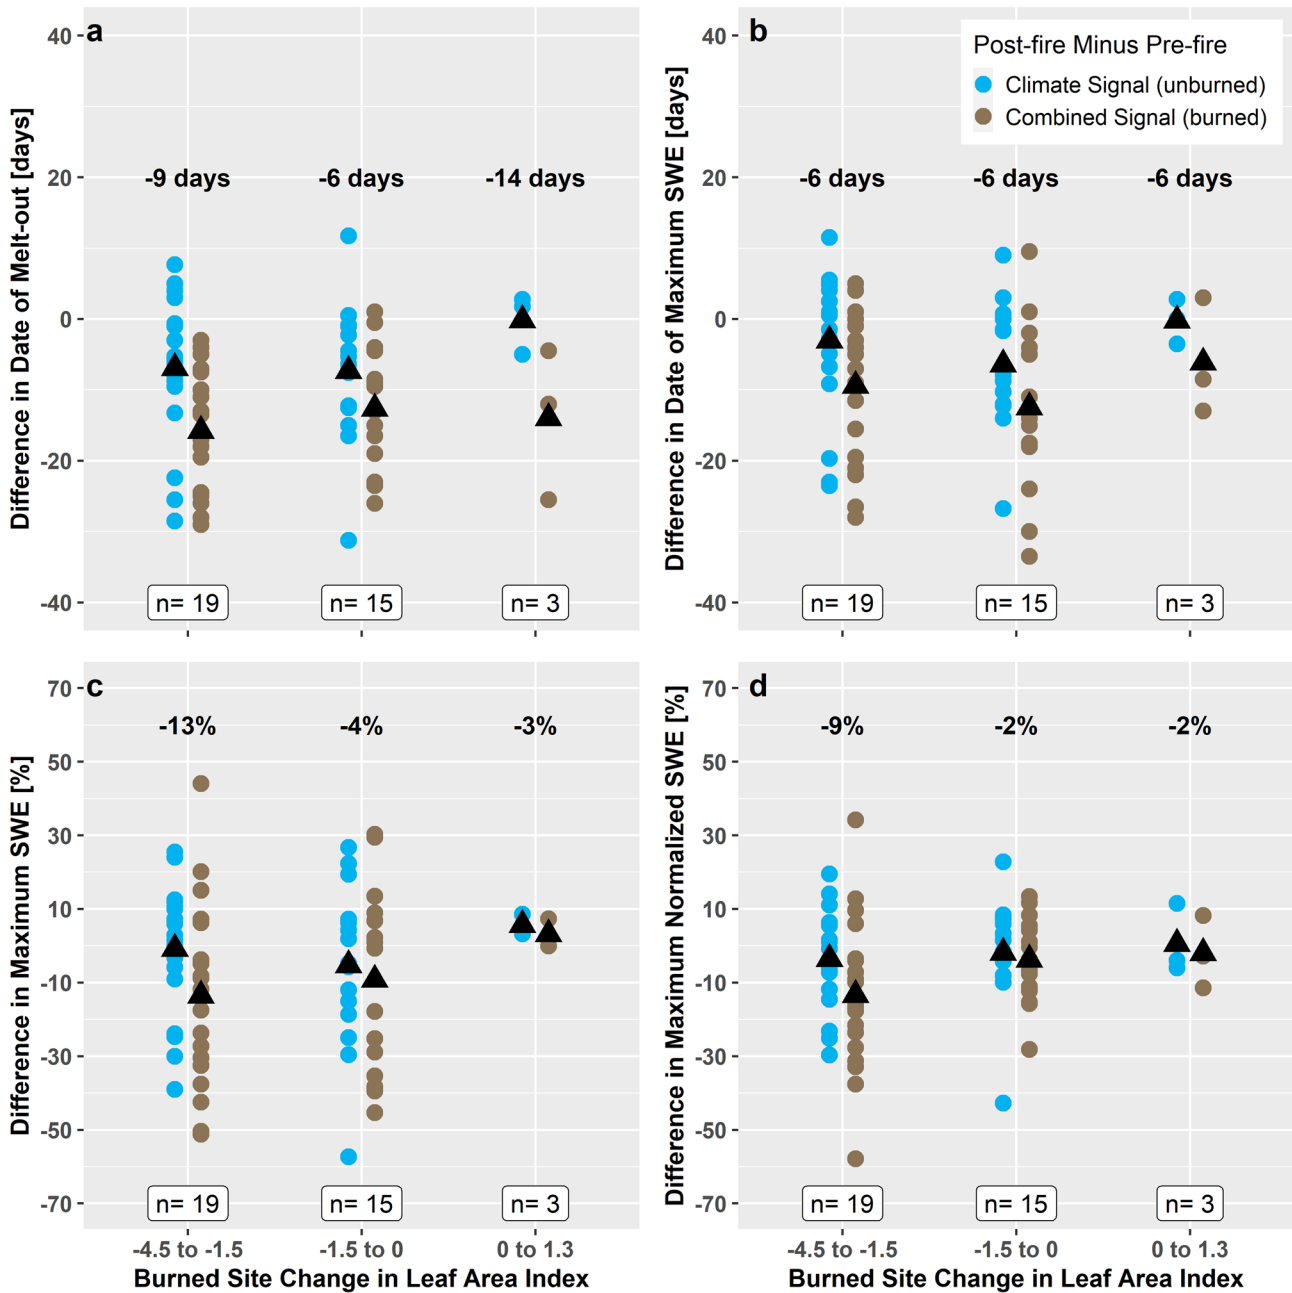 a
Difference in Date of Melt-out [days]
40
20
0
-20
-40
-9 days
-6 days
-14 days
n= 19
n= 15
n= 3
b
Difference in Date of Maximum SWE [days]
40
20
0
-20
-40
Post-fire Minus Pre-fire
Climate Signal (unburned)
Combined Signal (burned)
-6 days
-6 days
-6 days
n= 19
n= 15
n= 3
c
Difference in Maximum SWE [%]
70
50
30
10
-10
-30
-50
-70
-13%
-4%
-3%
n= 19
n= 15
n= 3
-4.5 to -1.5
-1.5 to 0
0 to 1.3
Burned Site Change in Leaf Area Index
d
Difference in Maximum Normalized SWE [%]
70
50
30
10
-10
-30
-50
-70
-9%
-2%
-2%
n= 19
n= 15
n= 3
-4.5 to -1.5
-1.5 to 0
0 to 1.3
Burned Site Change in Leaf Area Index